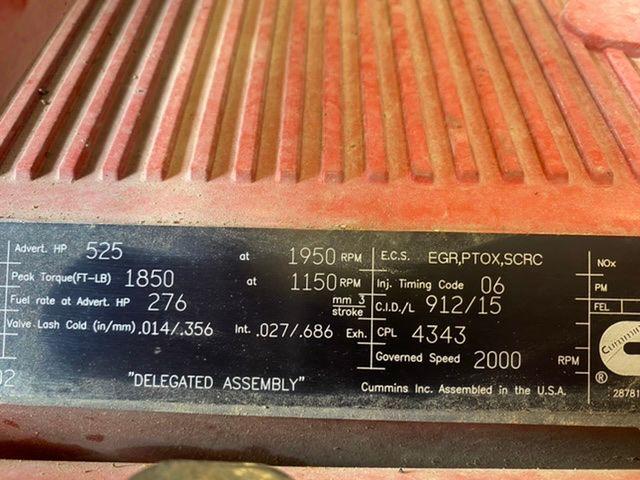 Advert. HP 525 at 1950 RPM
Peak Torque(FT-LB) 1850 at 1150 RPM
Fuel rate at Advert. HP 276 mm 3 stroke
Valve Lash Cold (in/mm) .014/.356 Int. .027/.686 Exh.
02
"DELEGATED ASSEMBLY"
E.C.S. EGR,PTOX,SCRC
Inj. Timing Code 06
C.I.D./L 912/15
CPL 4343
Governed Speed 2000 RPM
Cummins Inc. Assembled in the U.S.A.
NOx
PM
FEL
Cummins
®
28781